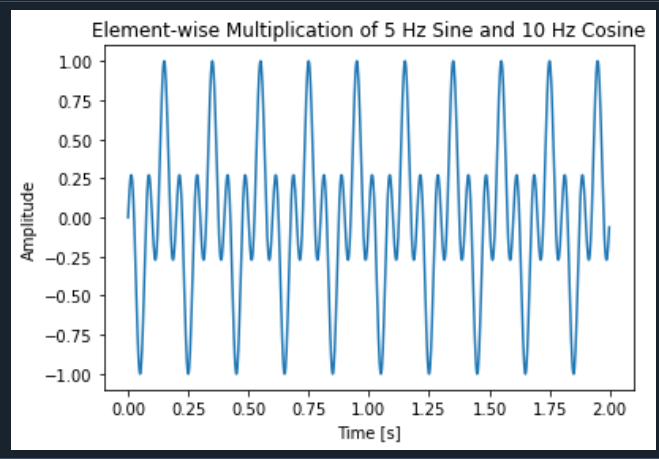 Element-wise Multiplication of 5 Hz Sine and 10 Hz Cosine
1.00
0.75
0.50
0.25
0.00
−0.25
−0.50
−0.75
−1.00
Amplitude
0.00 0.25 0.50 0.75 1.00 1.25 1.50 1.75 2.00
Time [s]